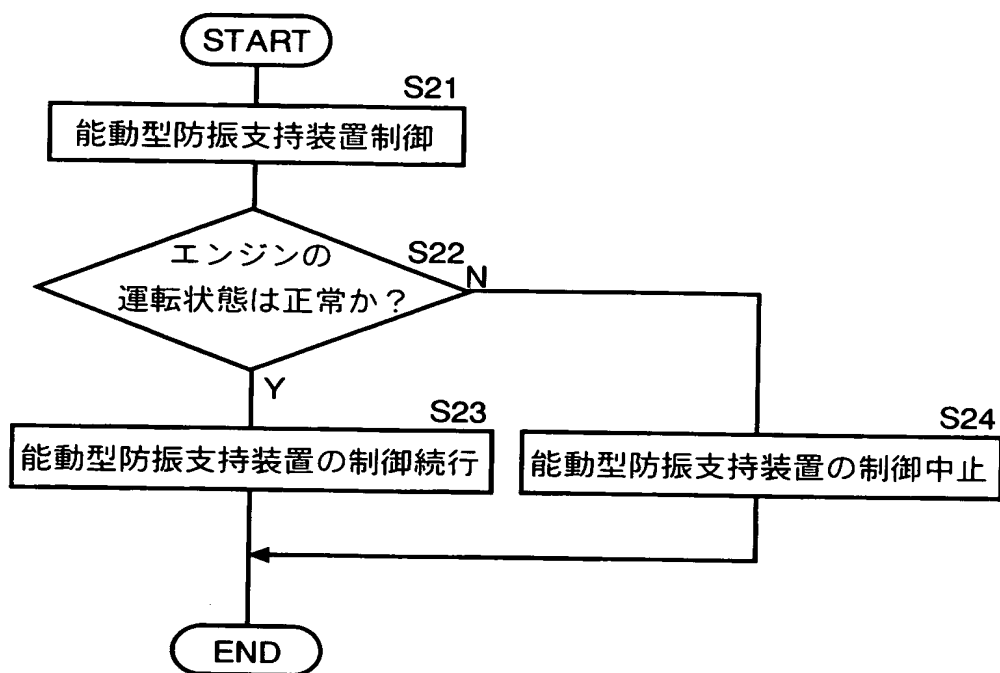 START
S21
能動型防振支持装置制御
S22
エンジンの
運転状態は正常か？
N
Y
S23
能動型防振支持装置の制御続行
S24
能動型防振支持装置の制御中止
END